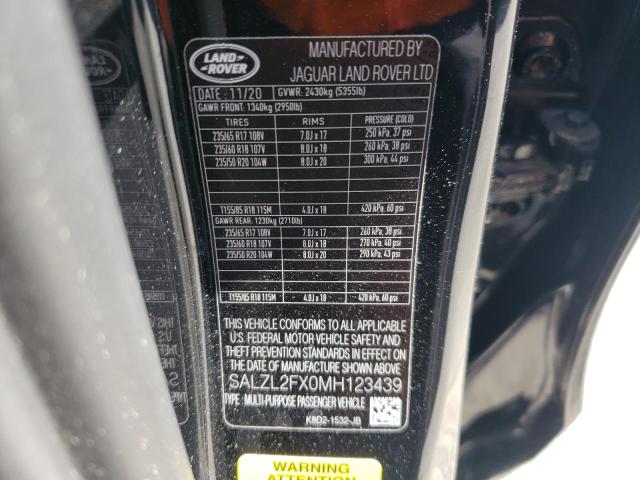 LAND
ROVER
MANUFACTURED BY
JAGUAR LAND ROVER LTD
DATE 11/20 GVWR: 2430kg (5355lb)
GAWR FRONT: 1340kg (2950lb)
TIRES RIMS PRESSURE (COLD)
235/65 R17 108V 7.0J x 17 250 kPa, 37 psi
235/60 R18 107V 8.0J x 18 260 kPa, 38 psi
235/50 R20 104W 8.0J x 20 300 kPa, 44 psi
T155/85 R18 115M 4.0J x 18 420 kPa, 60 psi
GAWR REAR: 1230kg (2710lb)
235/65 R17 108V 7.0J x 17 260 kPa, 38 psi
235/60 R18 107V 8.0J x 18 270 kPa, 40 psi
235/50 R20 104W 8.0J x 20 290 kPa, 43 psi
T155/85 R18 115M 4.0J x 18 420 kPa, 60 psi
THIS VEHICLE CONFORMS TO ALL APPLICABLE
U.S. FEDERAL MOTOR VEHICLE SAFETY AND
THEFT PREVENTION STANDARDS IN EFFECT
ON THE DATE OF MANUFACTURE SHOWN ABOVE
SALZL2FX0MH123439
TYPE: MULTI-PURPOSE PASSENGER VEHICLE
K8D2-1532-JB
WARNING
ATTENTION